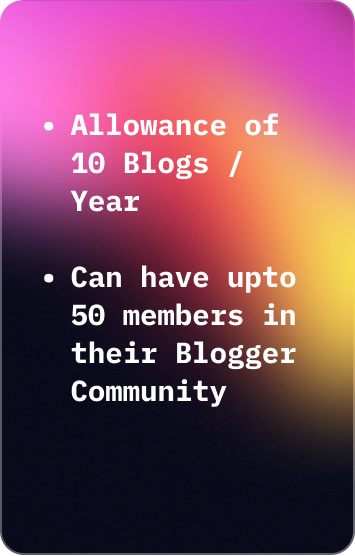 • Allowance of
10 Blogs /
Year
• Can have upto
50 members in
their Blogger
Community